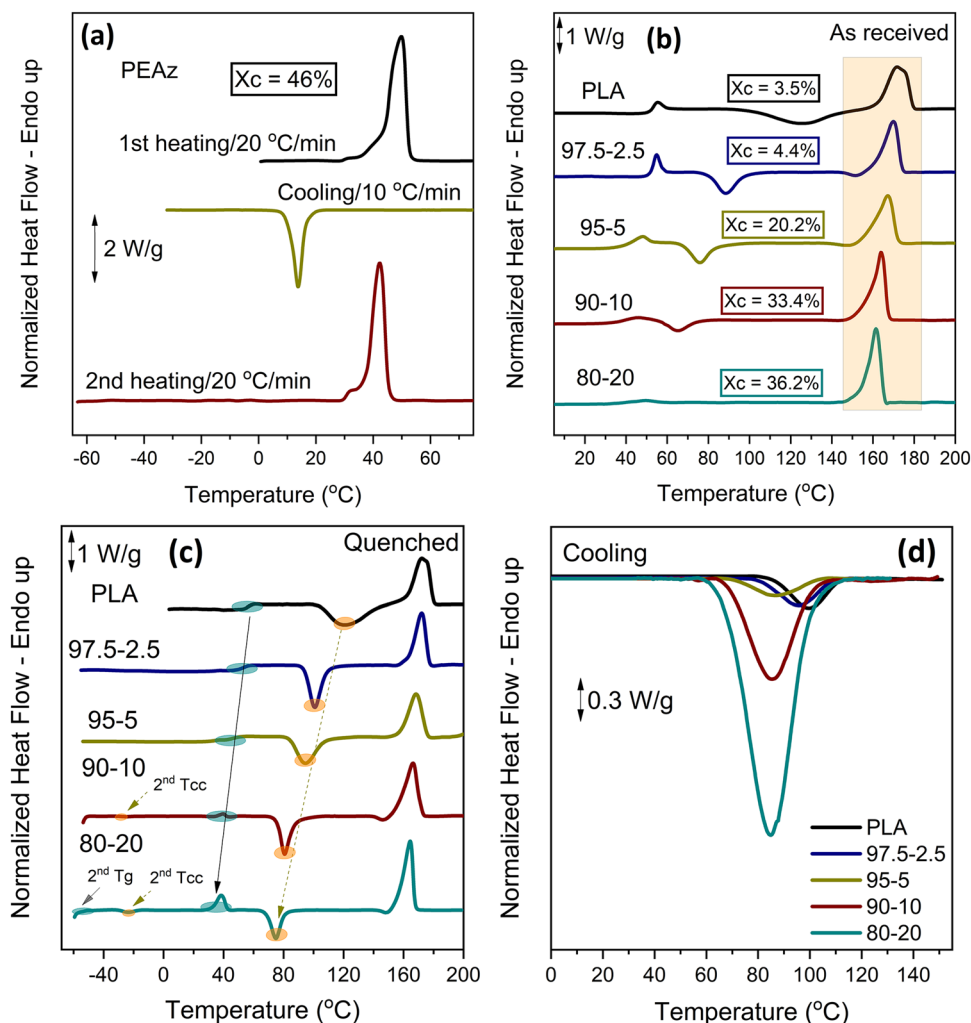 (a)
PEAz
Xc = 46%
1st heating/20 °C/min
Cooling/10 °C/min
2 W/g
2nd heating/20 °C/min
Normalized Heat Flow - Endo up
-60 -40 -20 0 20 40 60
Temperature (°C)
1 W/g
(b)
As received
PLA
Xc = 3.5%
97.5-2.5
Xc = 4.4%
95-5
Xc = 20.2%
90-10
Xc = 33.4%
80-20
Xc = 36.2%
Normalized Heat Flow - Endo up
20 40 60 80 100 120 140 160 180 200
Temperature (°C)
1 W/g
(c)
Quenched
PLA
97.5-2.5
95-5
90-10
2nd Tcc
80-20
2nd Tg
2nd Tcc
Normalized Heat Flow - Endo up
-40 0 40 80 120 160 200
Temperature (°C)
Cooling
(d)
0.3 W/g
PLA
97.5-2.5
95-5
90-10
80-20
Normalized Heat Flow - Endo up
0 20 40 60 80 100 120 140
Temperature (°C)